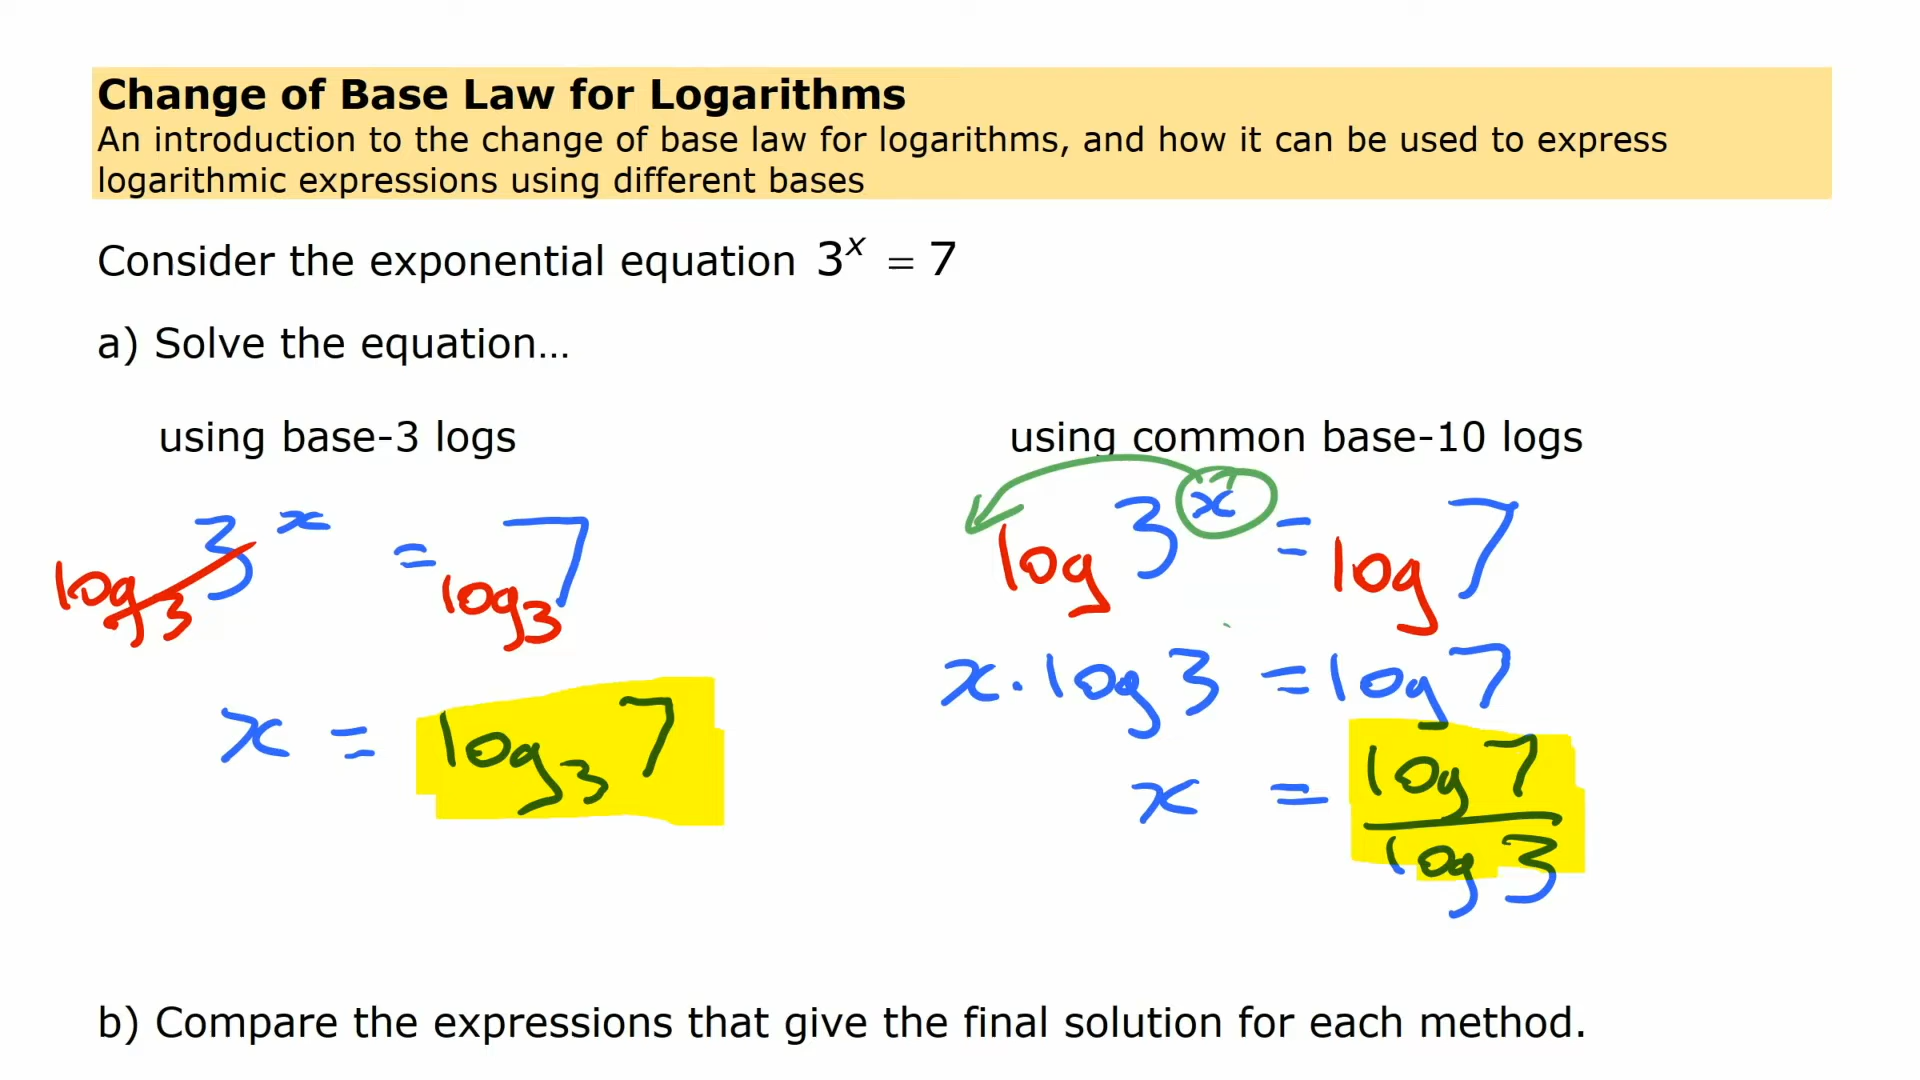 Change of Base Law for Logarithms
An introduction to the change of base law for logarithms, and how it can be used to express
logarithmic expressions using different bases
Consider the exponential equation 3^x = 7
a) Solve the equation...
using base-3 logs
log₃ 3^x = log₃ 7
x = log₃ 7
using common base-10 logs
log 3^x = log 7
x · log 3 = log 7
x = log 7 / log 3
b) Compare the expressions that give the final solution for each method.